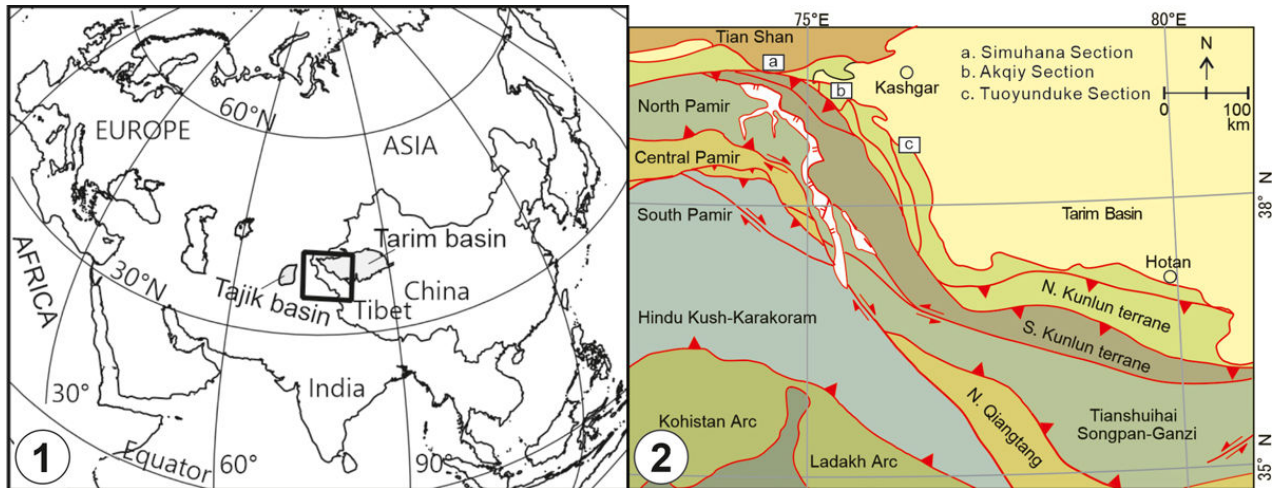 60°N
EUROPE
ASIA
AFRICA
30°N
Tarim basin
Tajik basin
China
Tibet
India
30°
Equator
60°
90°
1
75°E
80°E
Tian Shan
a. Simuhana Section
b. Akqiy Section
c. Tuoyunduke Section
N
0
100
km
a
b
c
Kashgar
North Pamir
Central Pamir
South Pamir
38°
N
Tarim Basin
Hotan
N. Kunlun terrane
S. Kunlun terrane
Hindu Kush-Karakoram
N. Qiangtang
Tianshuihai
Songpan-Ganzi
Kohistan Arc
Ladakh Arc
35°
N
2